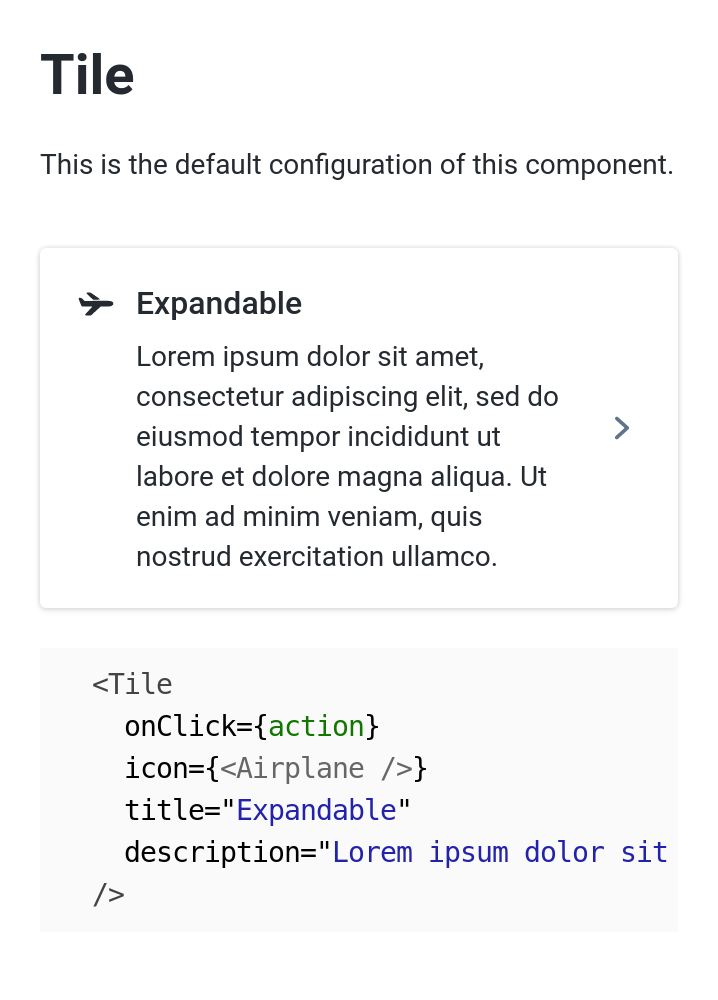 Tile
This is the default configuration of this component.
Expandable
Lorem ipsum dolor sit amet,
consectetur adipiscing elit, sed do
eiusmod tempor incididunt ut
labore et dolore magna aliqua. Ut
enim ad minim veniam, quis
nostrud exercitation ullamco.
<Tile
  onClick={action}
  icon={<Airplane />}
  title="Expandable"
  description="Lorem ipsum dolor sit
/>